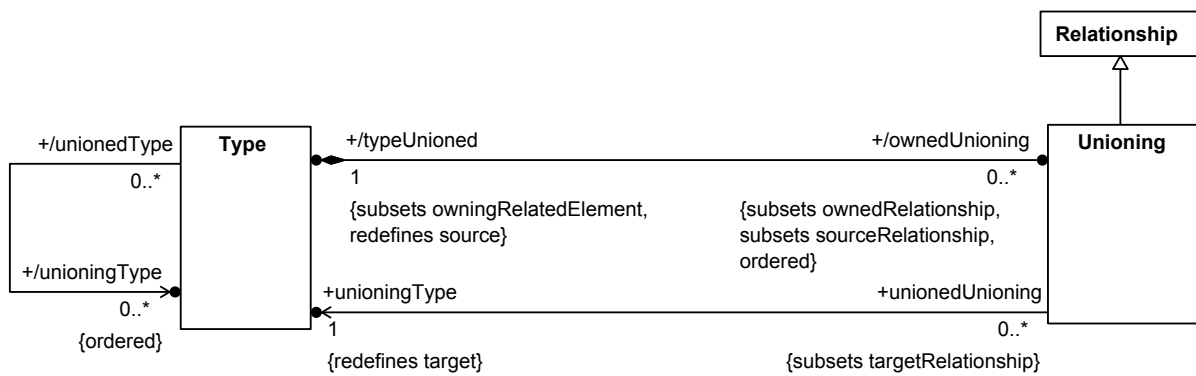 Relationship
+/unionedType
Type
+/typeUnioned
+/ownedUnioning
Unioning
0..*
1
0..*
{subsets owningRelatedElement,
redefines source}
{subsets ownedRelationship,
subsets sourceRelationship,
ordered}
+/unioningType
+unioningType
+unionedUnioning
0..*
1
0..*
{ordered}
{redefines target}
{subsets targetRelationship}